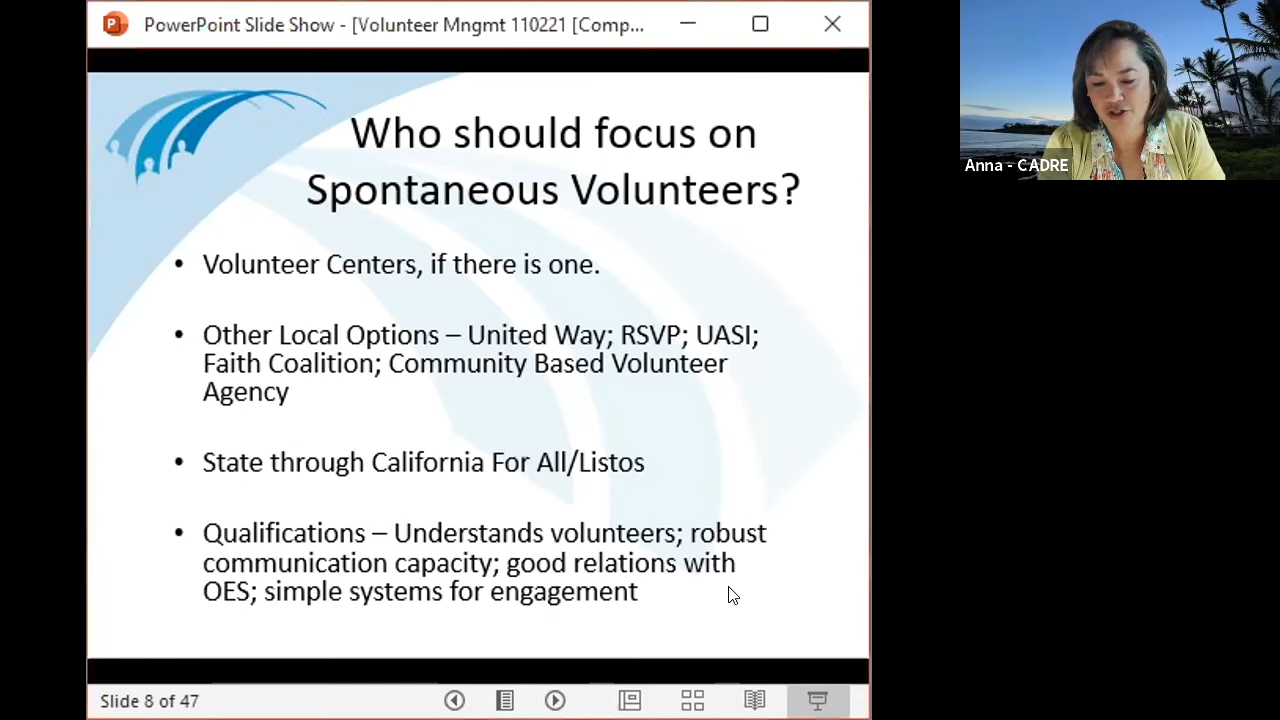 PowerPoint Slide Show - [Volunteer Mngmt 110221 [Comp...
Who should focus on
Spontaneous Volunteers?
• Volunteer Centers, if there is one.
• Other Local Options – United Way; RSVP; UASI;
Faith Coalition; Community Based Volunteer
Agency
• State through California For All/Listos
• Qualifications – Understands volunteers; robust
communication capacity; good relations with
OES; simple systems for engagement
Slide 8 of 47
Anna - CADRE